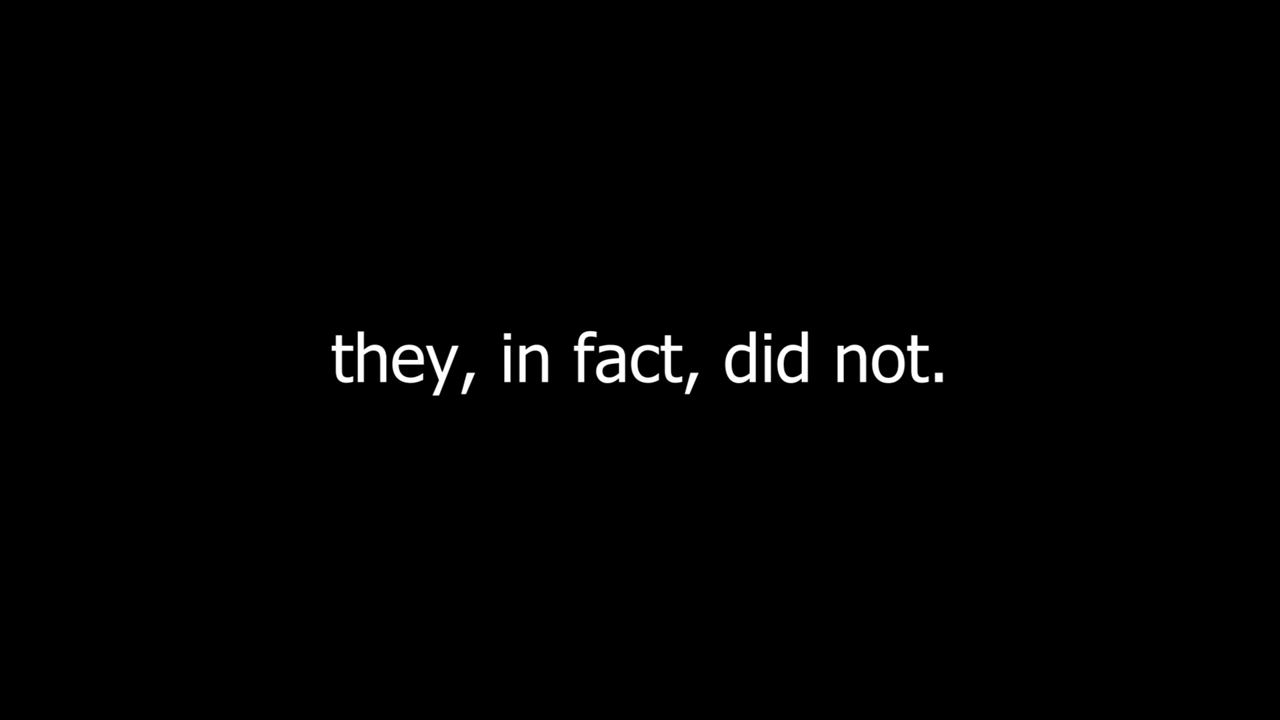 they, in fact, did not.